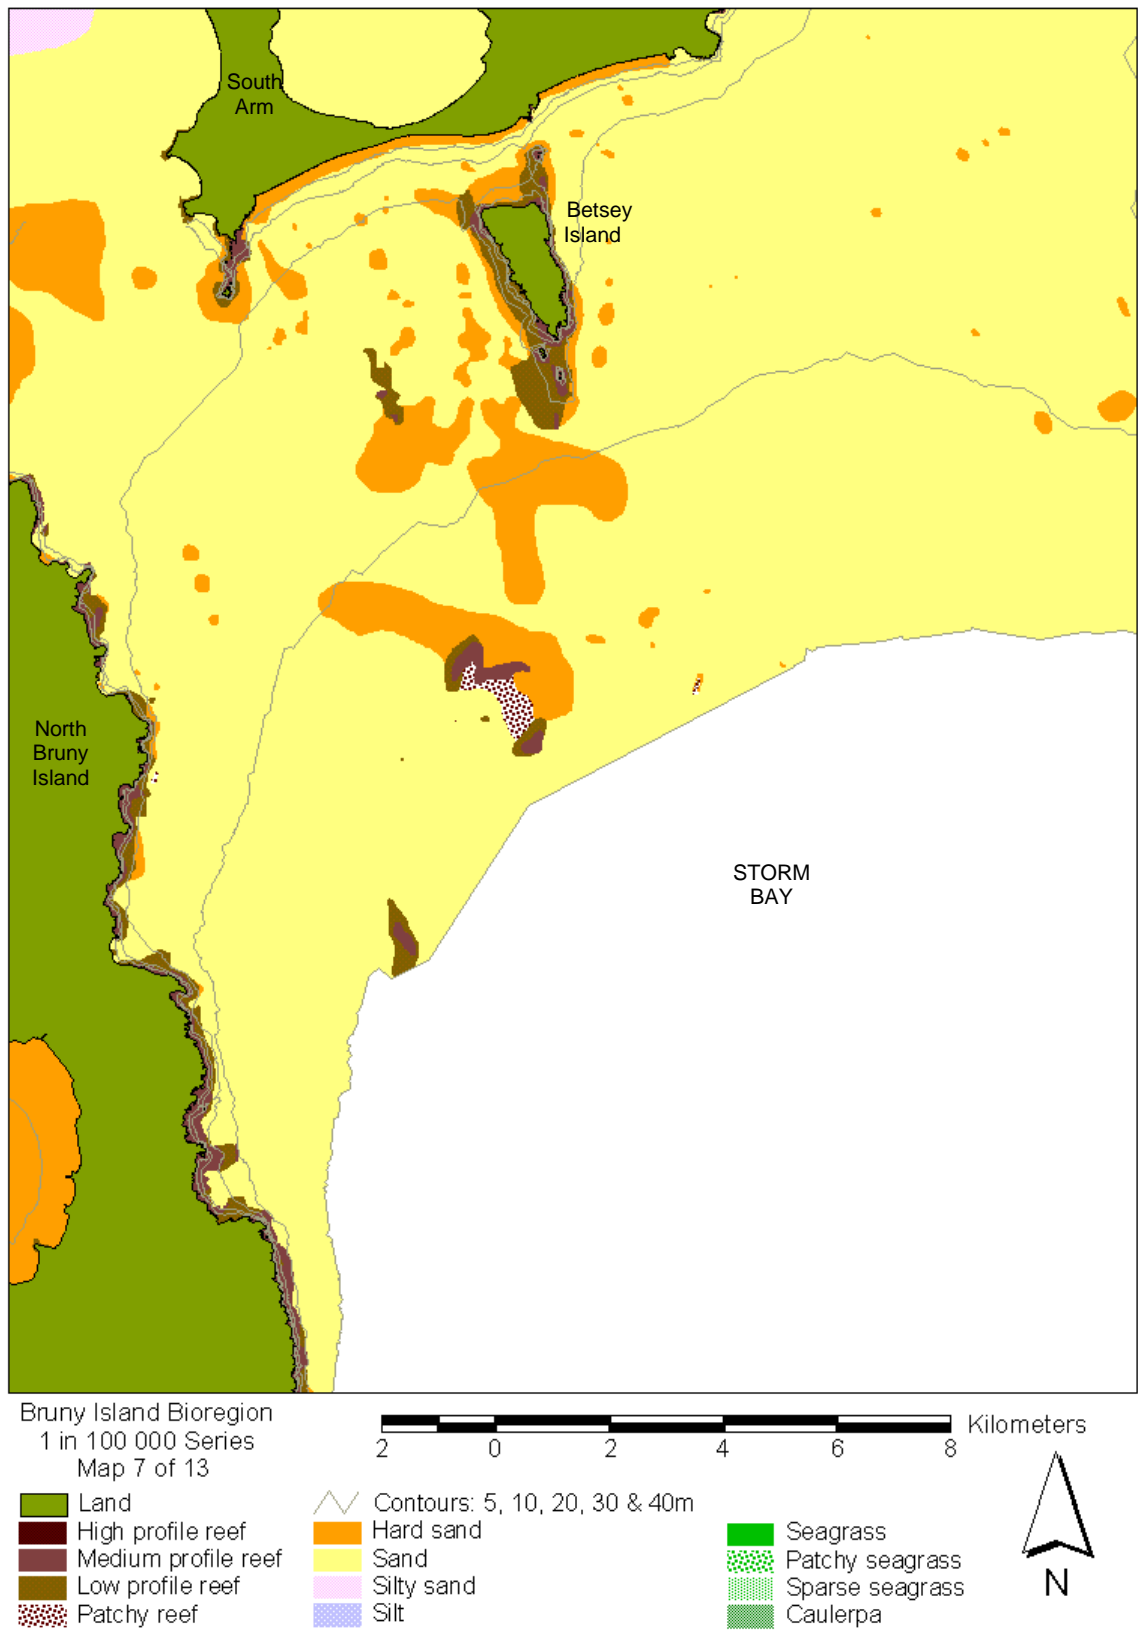 South
Arm
Betsey
Island
North
Bruny
Island
STORM
BAY
Bruny Island Bioregion
1 in 100 000 Series
Map 7 of 13
2 0 2 4 6 8 Kilometers
Land
High profile reef
Medium profile reef
Low profile reef
Patchy reef
Contours: 5, 10, 20, 30 & 40m
Hard sand
Sand
Silty sand
Silt
Seagrass
Patchy seagrass
Sparse seagrass
Caulerpa
N